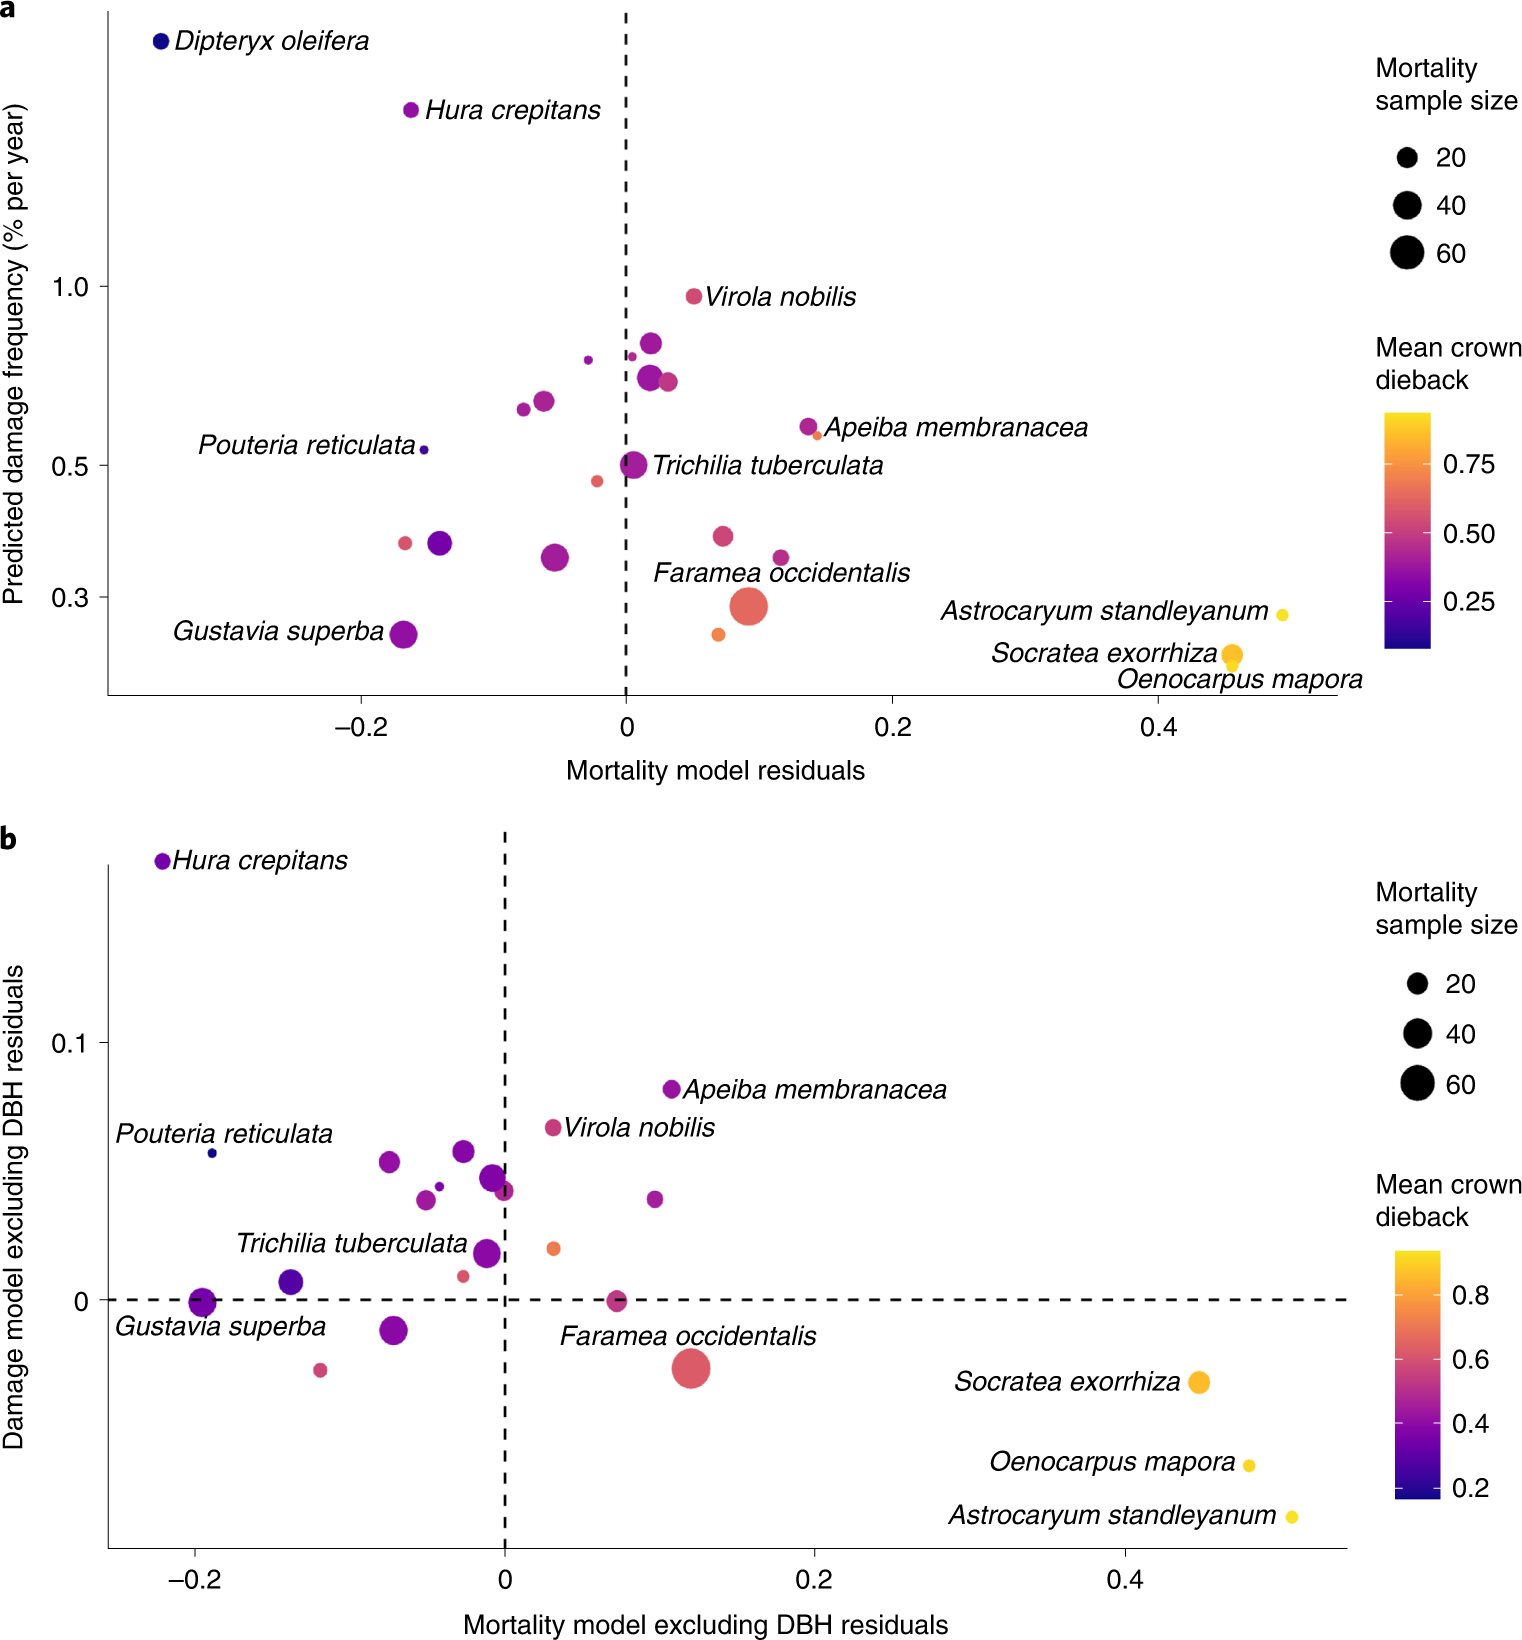 a
Dipteryx oleifera
Hura crepitans
Virola nobilis
Apeiba membranacea
Pouteria reticulata
Trichilia tuberculata
Faramea occidentalis
Astrocaryum standleyanum
Gustavia superba
Socratea exorrhiza
Oenocarpus mapora
1.0
0.5
0.3
Predicted damage frequency (% per year)
–0.2
0
0.2
0.4
Mortality model residuals
Mortality
sample size
20
40
60
Mean crown
dieback
0.75
0.50
0.25
b
Hura crepitans
Apeiba membranacea
Virola nobilis
Pouteria reticulata
Trichilia tuberculata
Gustavia superba
Faramea occidentalis
Socratea exorrhiza
Oenocarpus mapora
Astrocaryum standleyanum
0.1
0
Damage model excluding DBH residuals
–0.2
0
0.2
0.4
Mortality model excluding DBH residuals
Mortality
sample size
20
40
60
Mean crown
dieback
0.8
0.6
0.4
0.2